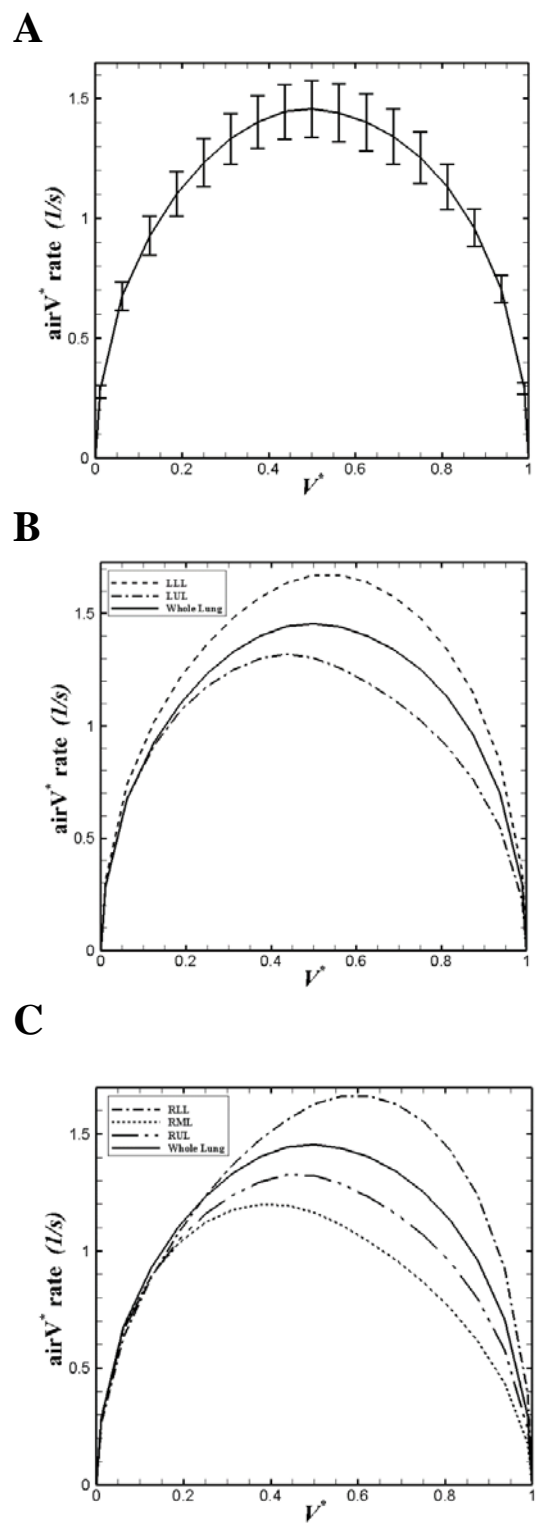 A
airV* rate (1/s)
1.5
1
0.5
0
0 0.2 0.4 0.6 0.8 1
V*
B
LLL
LUL
Whole Lung
airV* rate (1/s)
1.5
1
0.5
0
0 0.2 0.4 0.6 0.8 1
V*
C
RLL
RML
RUL
Whole Lung
airV* rate (1/s)
1.5
1
0.5
0
0 0.2 0.4 0.6 0.8 1
V*